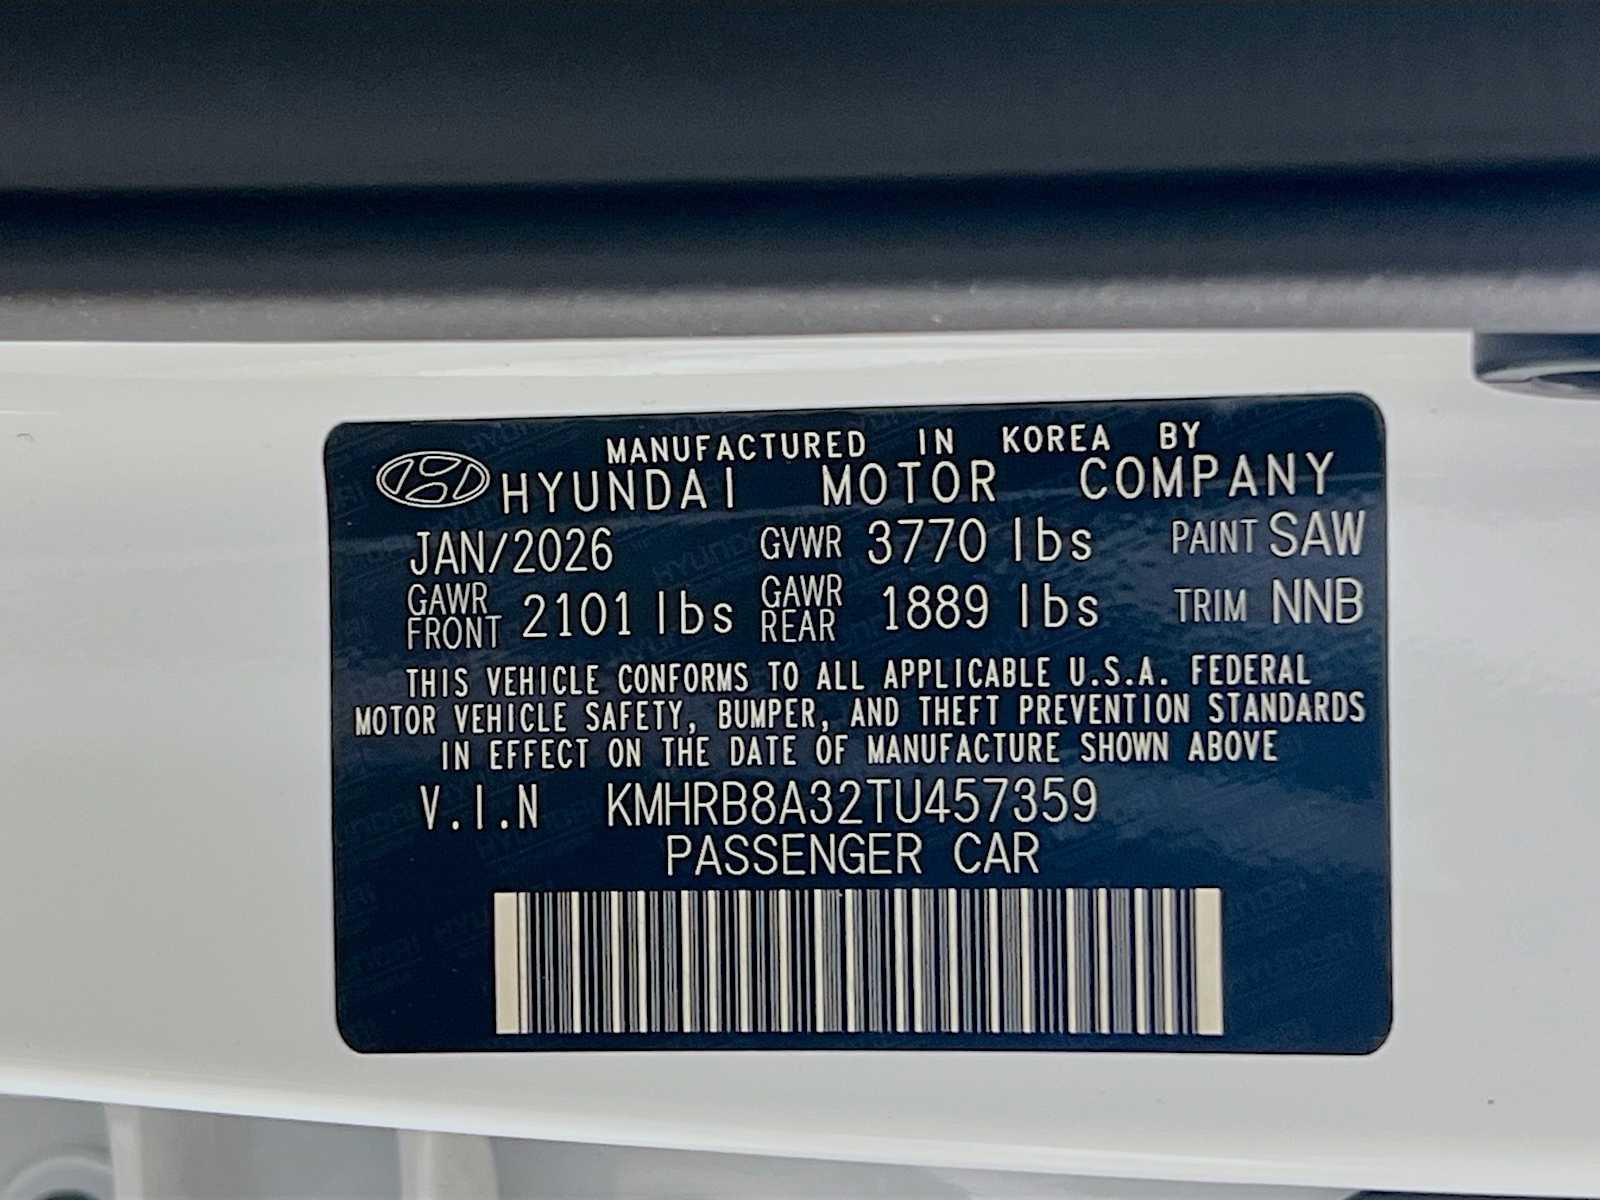 MANUFACTURED IN KOREA BY
HYUNDAI MOTOR COMPANY
JAN/2026 GVWR 3770 lbs PAINT SAW
GAWR FRONT 2101 lbs GAWR REAR 1889 lbs TRIM NNB
THIS VEHICLE CONFORMS TO ALL APPLICABLE U.S.A. FEDERAL
MOTOR VEHICLE SAFETY, BUMPER, AND THEFT PREVENTION STANDARDS
IN EFFECT ON THE DATE OF MANUFACTURE SHOWN ABOVE
V.I.N KMHRB8A32TU457359
PASSENGER CAR